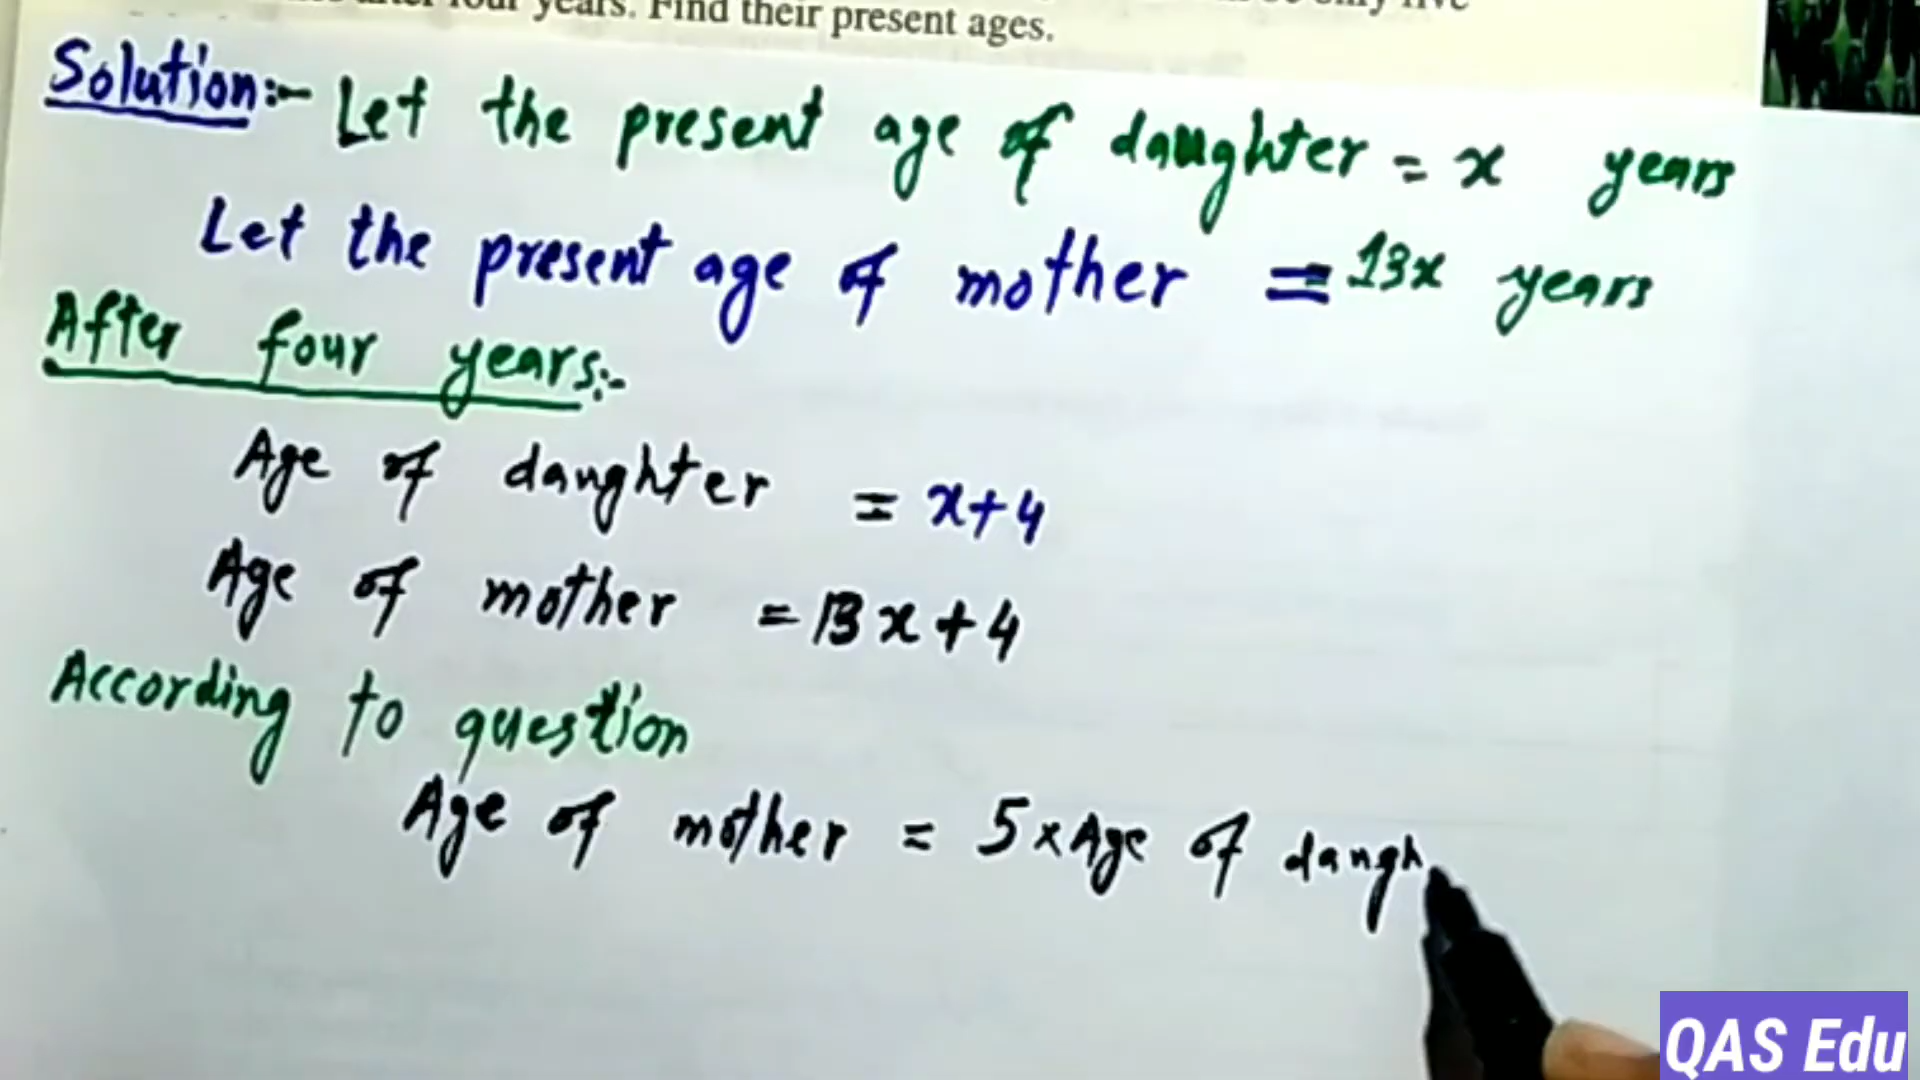 after four years. Find their present ages.
Solution:- Let the present age of daughter = x years
Let the present age of mother = 13x years
After four years:-
Age of daughter = x+4
Age of mother = 13x+4
According to question
Age of mother = 5×Age of daugh
QAS Edu